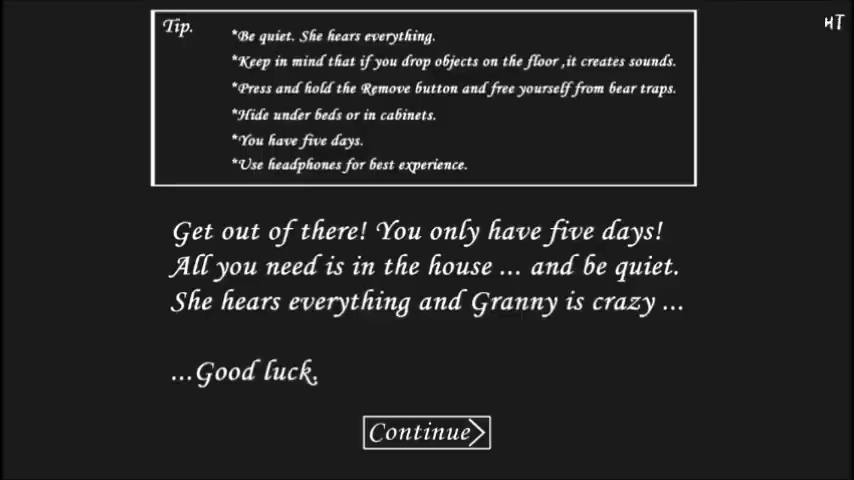 HT
Tip.
*Be quiet. She hears everything.
*Keep in mind that if you drop objects on the floor ,it creates sounds.
*Press and hold the Remove button and free yourself from bear traps.
*Hide under beds or in cabinets.
*You have five days.
*Use headphones for best experience.
Get out of there! You only have five days!
All you need is in the house ... and be quiet.
She hears everything and Granny is crazy ...
...Good luck.
Continue>